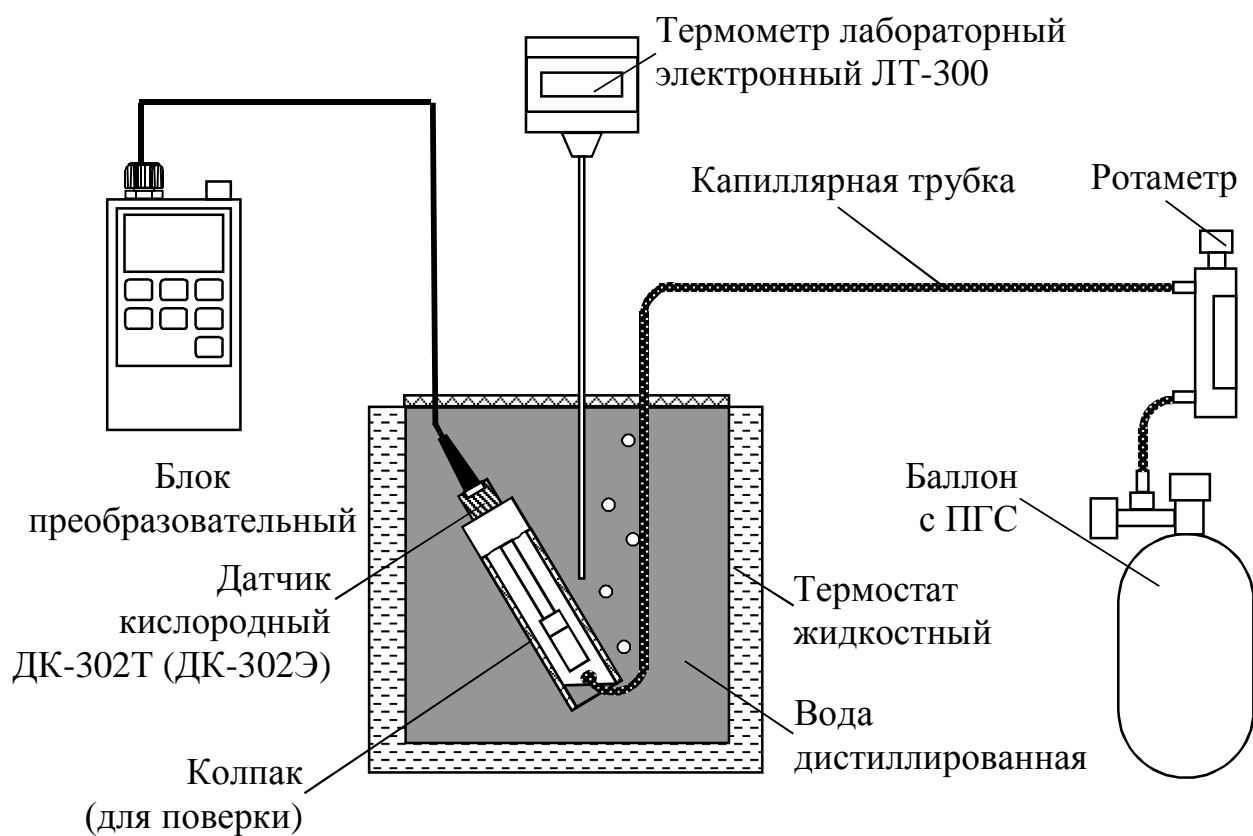 Термометр лабораторный
электронный ЛТ-300
Капиллярная трубка
Ротаметр
Блок
преобразовательный
Баллон
с ПГС
Датчик
кислородный
ДК-302Т (ДК-302Э)
Термостат
жидкостный
Вода
дистиллированная
Колпак
(для поверки)